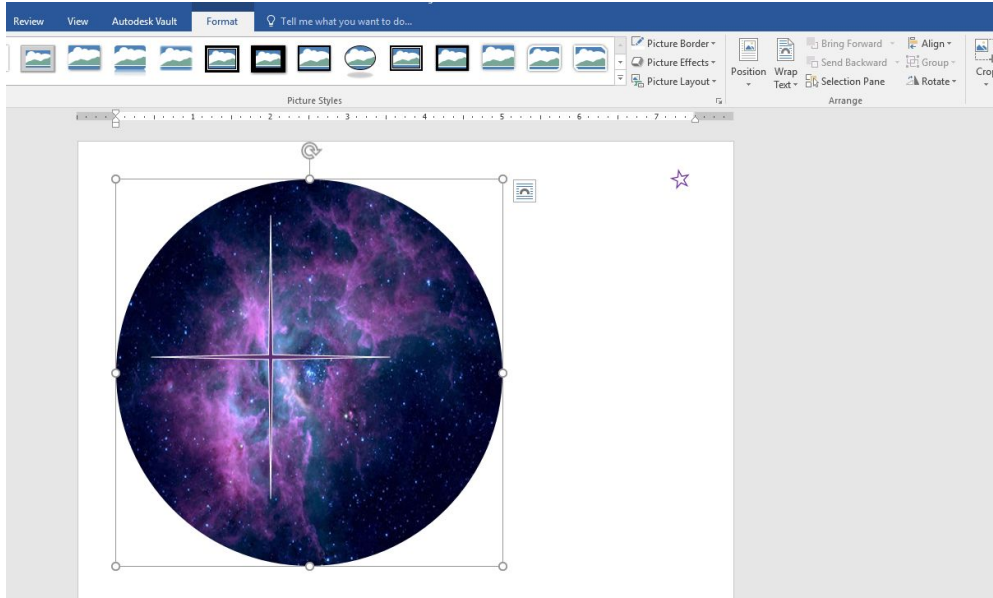 Review View Autodesk Vault Format Tell me what you want to do...
Picture Border
Picture Effects
Picture Layout
Position
Wrap
Text
Bring Forward
Send Backward
Selection Pane
Align
Group
Rotate
Crop
Picture Styles
Arrange
1 2 3 4 5 6 7